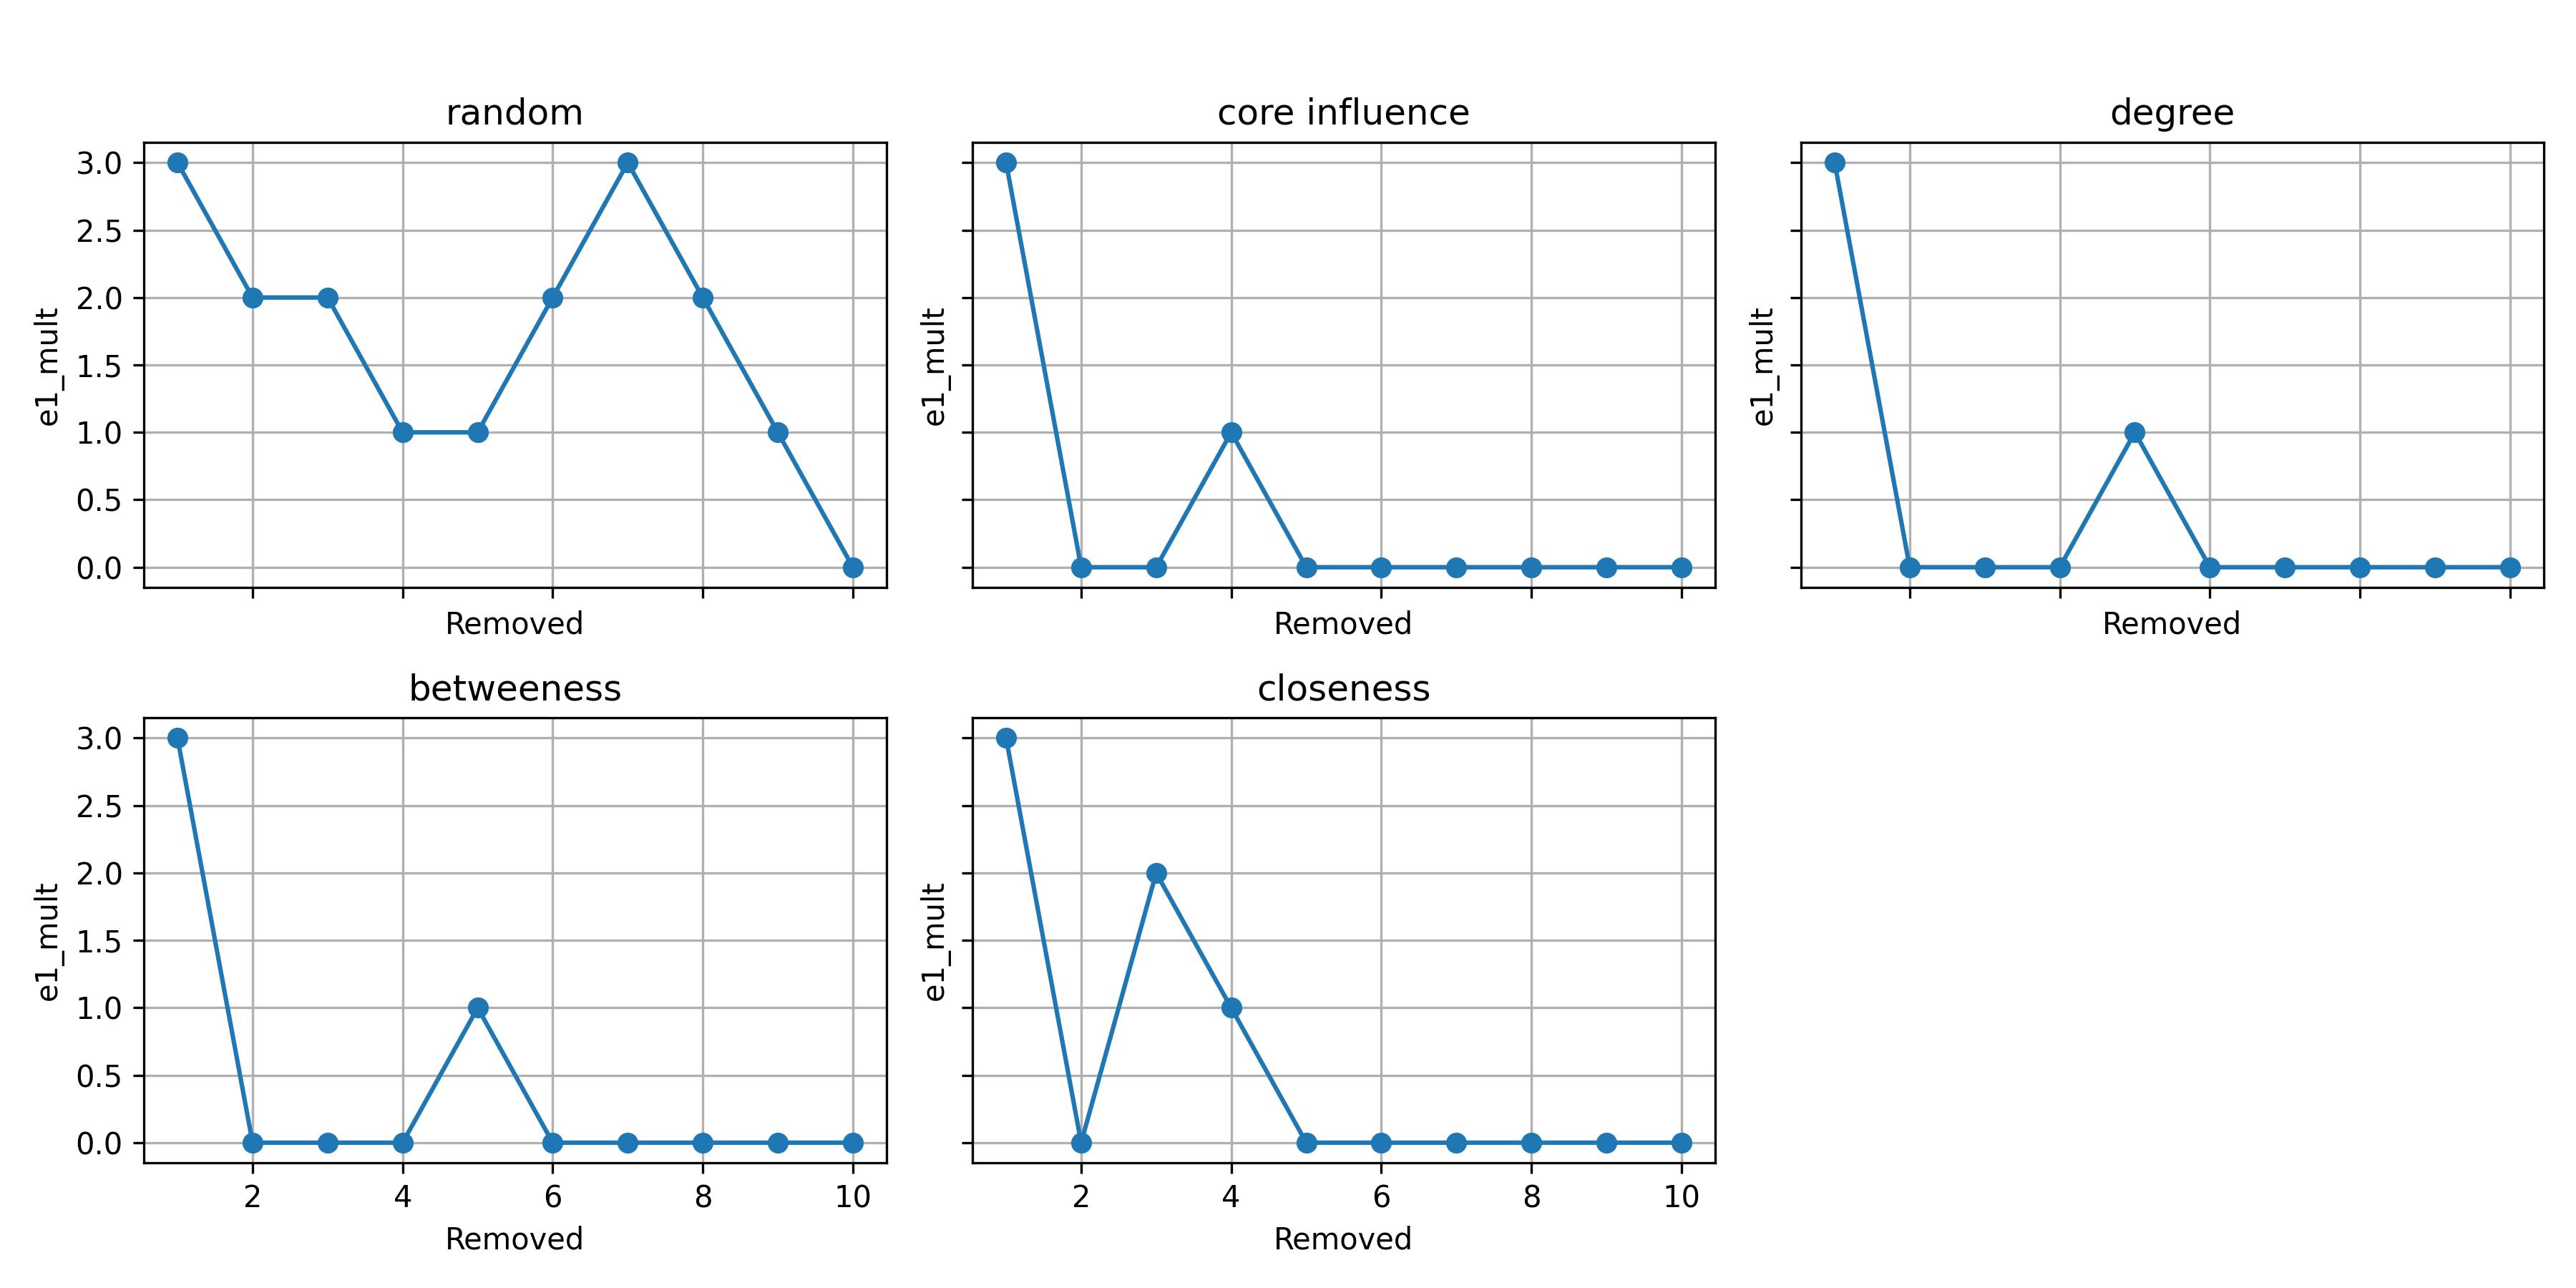 random
3.0
2.5
2.0
1.5
1.0
0.5
0.0
e1_mult
Removed
core influence
e1_mult
Removed
degree
e1_mult
Removed
betweeness
3.0
2.5
2.0
1.5
1.0
0.5
0.0
e1_mult
2 4 6 8 10
Removed
closeness
e1_mult
2 4 6 8 10
Removed